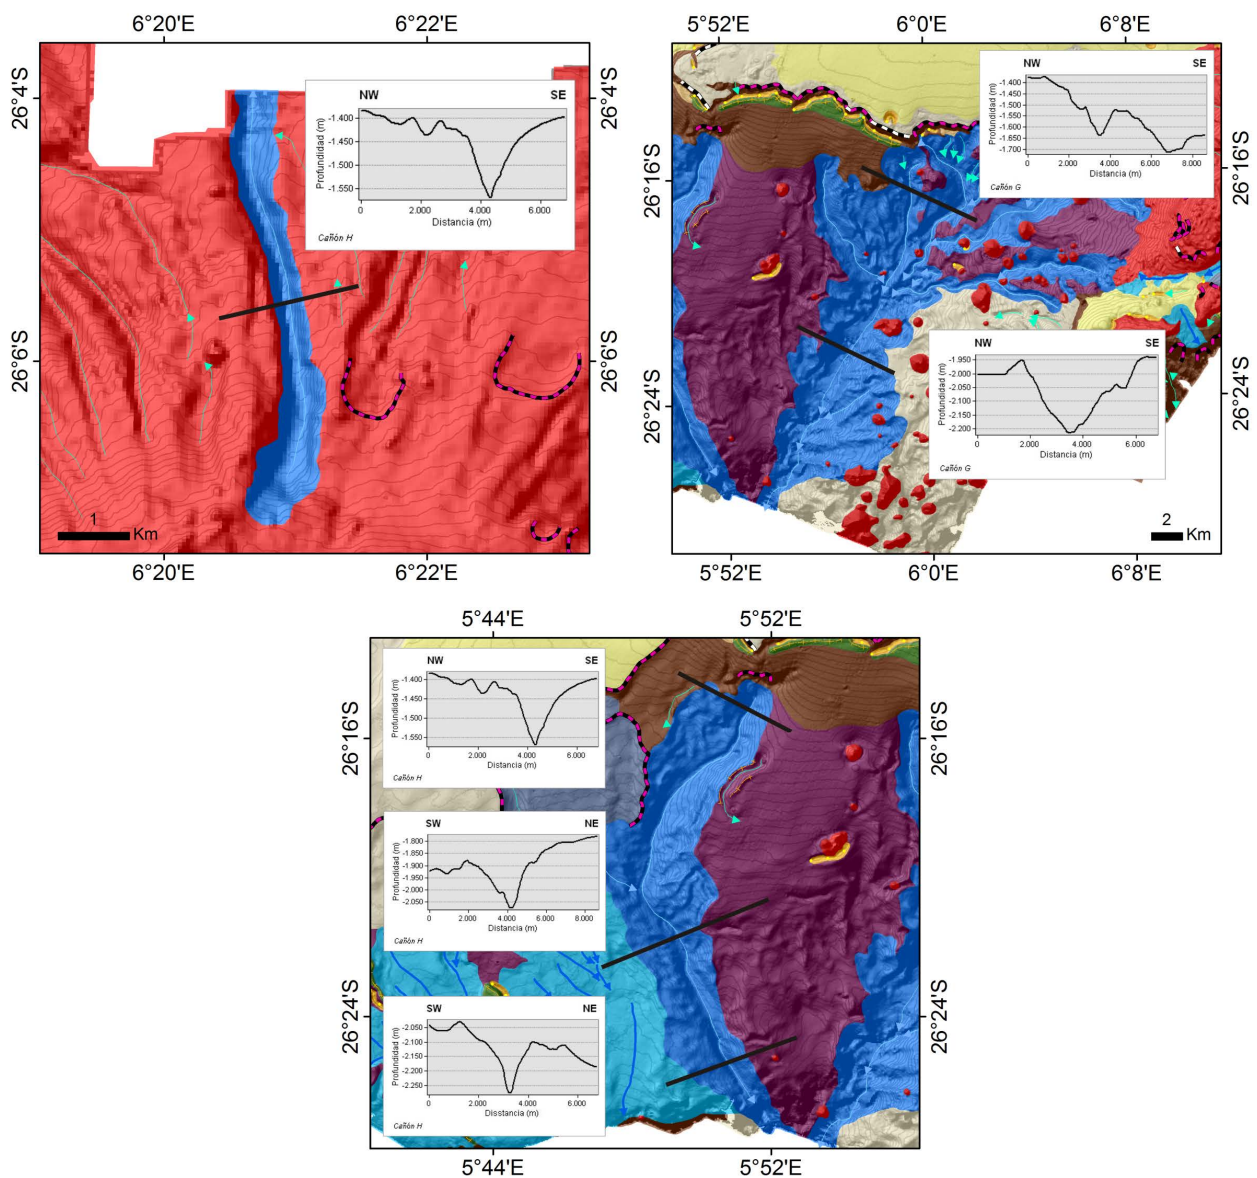 6°20'E 6°22'E
26°4'S
26°6'S
NW SE
Profundidad (m)
-1.400
-1.450
-1.500
-1.550
0 2.000 4.000 6.000
Distancia (m)
Cañón H
1
Km
26°4'S
26°6'S
6°20'E 6°22'E
5°52'E 6°0'E 6°8'E
26°16'S
26°24'S
NW SE
Profundidad (m)
-1.400
-1.450
-1.500
-1.550
-1.600
-1.650
-1.700
0 2.000 4.000 6.000 8.000
Distancia (m)
Cañón G
NW SE
Profundidad (m)
-1.950
-2.000
-2.050
-2.100
-2.150
-2.200
0 2.000 4.000 6.000
Distancia (m)
Cañón G
2
Km
26°16'S
26°24'S
5°52'E 6°0'E 6°8'E
5°44'E 5°52'E
26°16'S
26°24'S
NW SE
Profundidad (m)
-1.400
-1.450
-1.500
-1.550
0 2.000 4.000 6.000
Distancia (m)
Cañón H
SW NE
Profundidad (m)
-1.800
-1.850
-1.900
-1.950
-2.000
-2.050
0 2.000 4.000 6.000 8.000
Distancia (m)
Cañón H
SW NE
Profundidad (m)
-2.050
-2.100
-2.150
-2.200
-2.250
0 2.000 4.000 6.000
Disstancia (m)
Cañón H
26°16'S
26°24'S
5°44'E 5°52'E